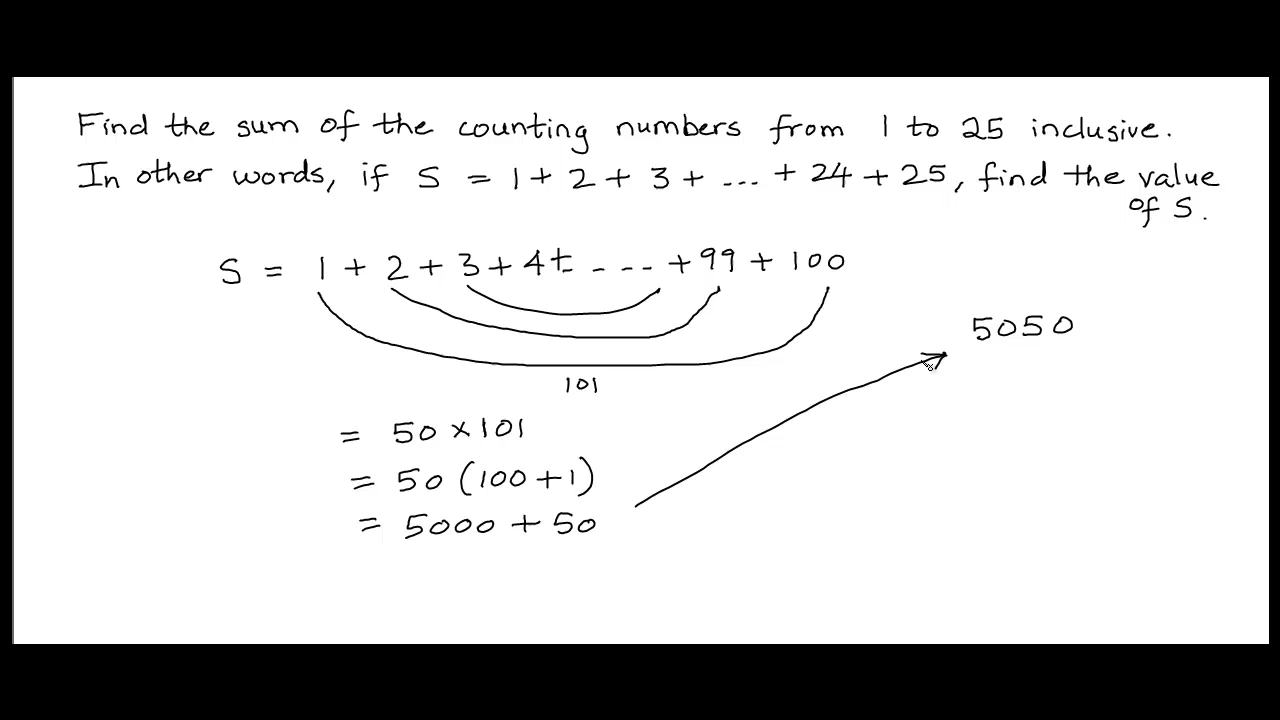 Find the sum of the counting numbers from 1 to 25 inclusive.
In other words, if S = 1 + 2 + 3 + ... + 24 + 25, find the value
of S.
S = 1 + 2 + 3 + 4 + - - - - + 99 + 100
5050
101
= 50 × 101
= 50 (100 + 1)
= 5000 + 50